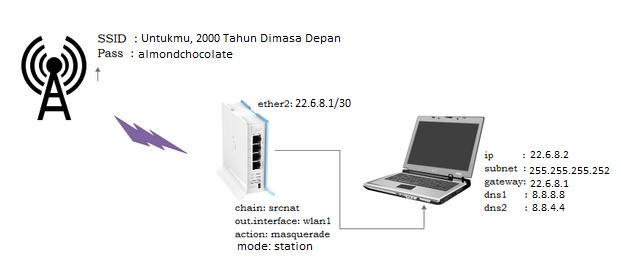 SSID : Untukmu, 2000 Tahun Dimasa Depan
Pass : almondchocolate
ether2: 22.6.8.1/30
chain: srcnat
out.interface: wlan1
action: masquerade
mode: station
ip : 22.6.8.2
subnet : 255.255.255.252
gateway: 22.6.8.1
dns1 : 8.8.8.8
dns2 : 8.8.4.4